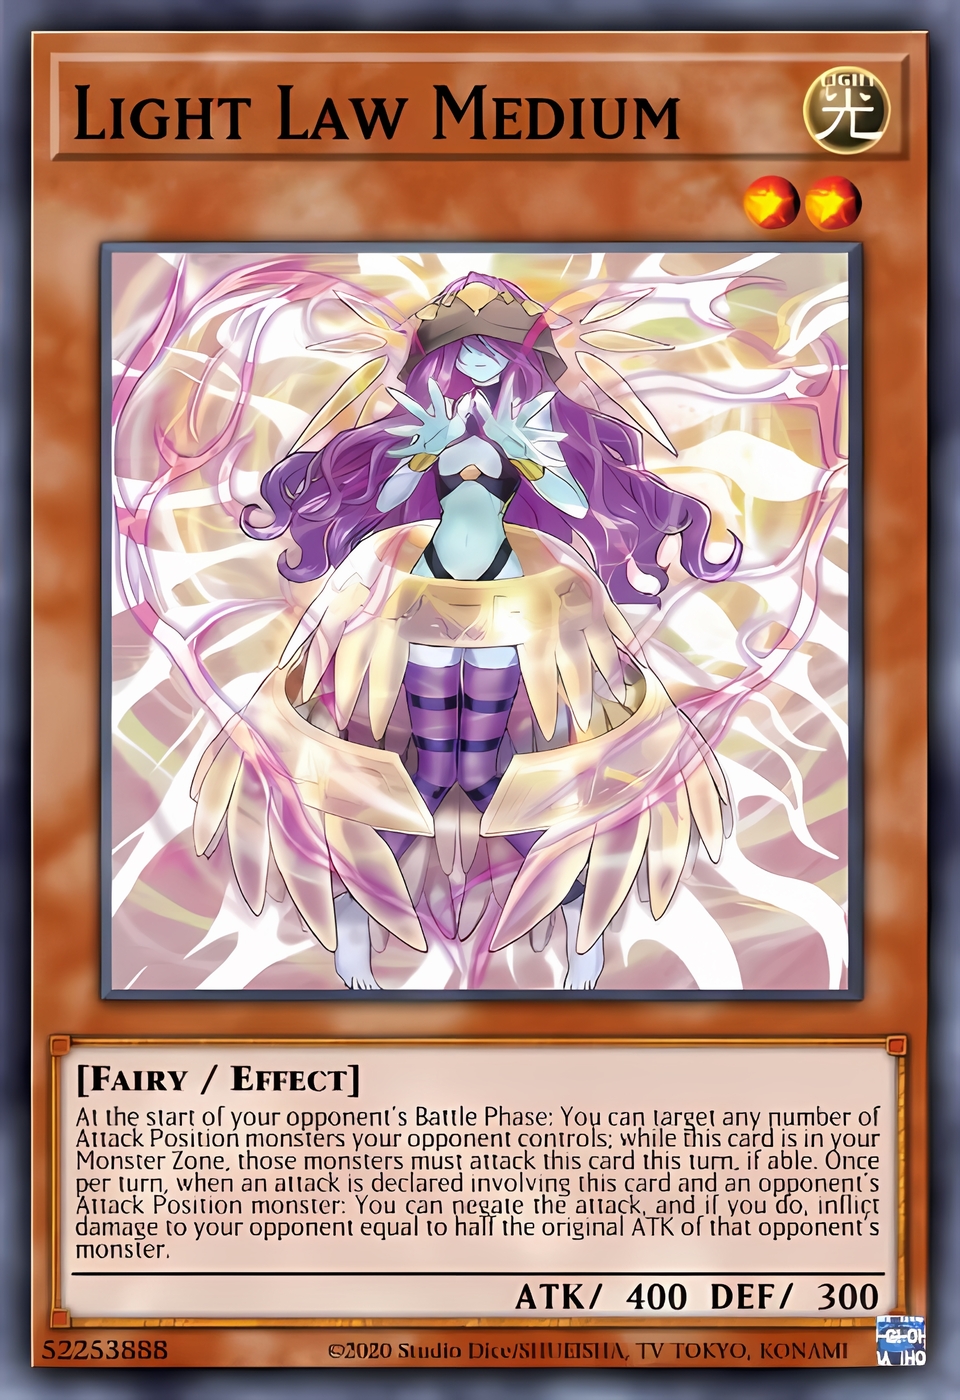 Light Law Medium
光
[Fairy / Effect]
At the start of your opponent's Battle Phase: You can target any number of
Attack Position monsters your opponent controls; while this card is in your
Monster Zone, those monsters must attack this card this turn, if able. Once
per turn, when an attack is declared involving this card and an opponent's
Attack Position monster: You can negate the attack, and if you do, inflict
damage to your opponent equal to half the original ATK of that opponent's
monster.
ATK/ 400 DEF/ 300
52253888
©2020 Studio Dice/SHUEISHA, TV TOKYO, KONAMI